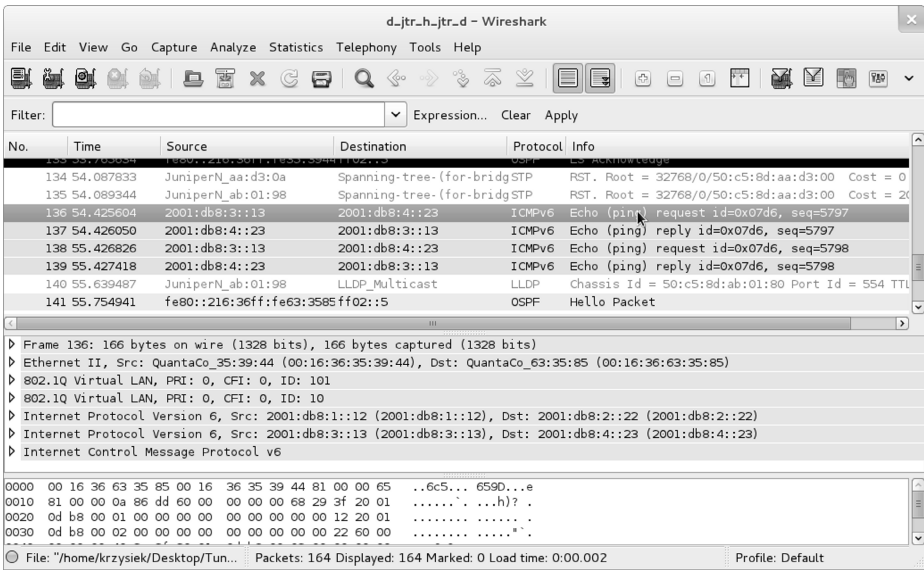 d_jtr_h_jtr_d - Wireshark
File Edit View Go Capture Analyze Statistics Telephony Tools Help
Filter: Expression... Clear Apply
No. Time Source Destination Protocol Info
133 53.763634 fe80::216:36ff:fe35:3944 ff02::5 OSPF LS Acknowledge
134 54.087833 JuniperN_aa:d3:0a Spanning-tree-(for-bridg STP RST. Root = 32768/0/50:c5:8d:aa:d3:00 Cost = 0
135 54.089344 JuniperN_ab:01:98 Spanning-tree-(for-bridg STP RST. Root = 32768/0/50:c5:8d:aa:d3:00 Cost = 20
136 54.425604 2001:db8:3::13 2001:db8:4::23 ICMPv6 Echo (ping) request id=0x07d6, seq=5797
137 54.426050 2001:db8:4::23 2001:db8:3::13 ICMPv6 Echo (ping) reply id=0x07d6, seq=5797
138 55.426826 2001:db8:3::13 2001:db8:4::23 ICMPv6 Echo (ping) request id=0x07d6, seq=5798
139 55.427418 2001:db8:4::23 2001:db8:3::13 ICMPv6 Echo (ping) reply id=0x07d6, seq=5798
140 55.639487 JuniperN_ab:01:98 LLDP_Multicast LLDP Chassis Id = 50:c5:8d:ab:01:80 Port Id = 554 TTL
141 55.754941 fe80::216:36ff:fe63:3585 ff02::5 OSPF Hello Packet
Frame 136: 166 bytes on wire (1328 bits), 166 bytes captured (1328 bits)
Ethernet II, Src: QuantaCo_35:39:44 (00:16:36:35:39:44), Dst: QuantaCo_63:35:85 (00:16:36:63:35:85)
802.1Q Virtual LAN, PRI: 0, CFI: 0, ID: 101
802.1Q Virtual LAN, PRI: 0, CFI: 0, ID: 10
Internet Protocol Version 6, Src: 2001:db8:1::12 (2001:db8:1::12), Dst: 2001:db8:2::22 (2001:db8:2::22)
Internet Protocol Version 6, Src: 2001:db8:3::13 (2001:db8:3::13), Dst: 2001:db8:4::23 (2001:db8:4::23)
Internet Control Message Protocol v6
0000 00 16 36 63 35 85 00 16 36 35 39 44 81 00 00 65 ..6c5... 659D...e
0010 81 00 00 0a 86 dd 60 00 00 00 00 68 29 3f 20 01 ......`. ...h)? .
0020 0d b8 00 01 00 00 00 00 00 00 00 00 00 12 20 01 ........ ...... .
0030 0d b8 00 02 00 00 00 00 00 00 00 00 00 22 60 00 ........ ....."`.
File: "/home/krzysiek/Desktop/Tun... Packets: 164 Displayed: 164 Marked: 0 Load time: 0:00.002 Profile: Default